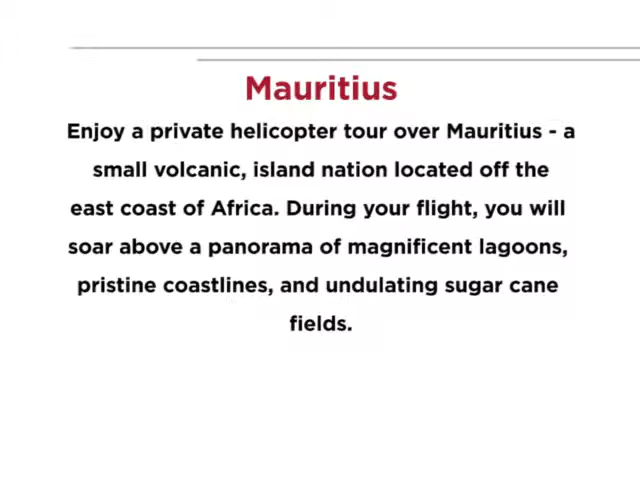 Mauritius
Enjoy a private helicopter tour over Mauritius - a
small volcanic, island nation located off the
east coast of Africa. During your flight, you will
soar above a panorama of magnificent lagoons,
pristine coastlines, and undulating sugar cane
fields.